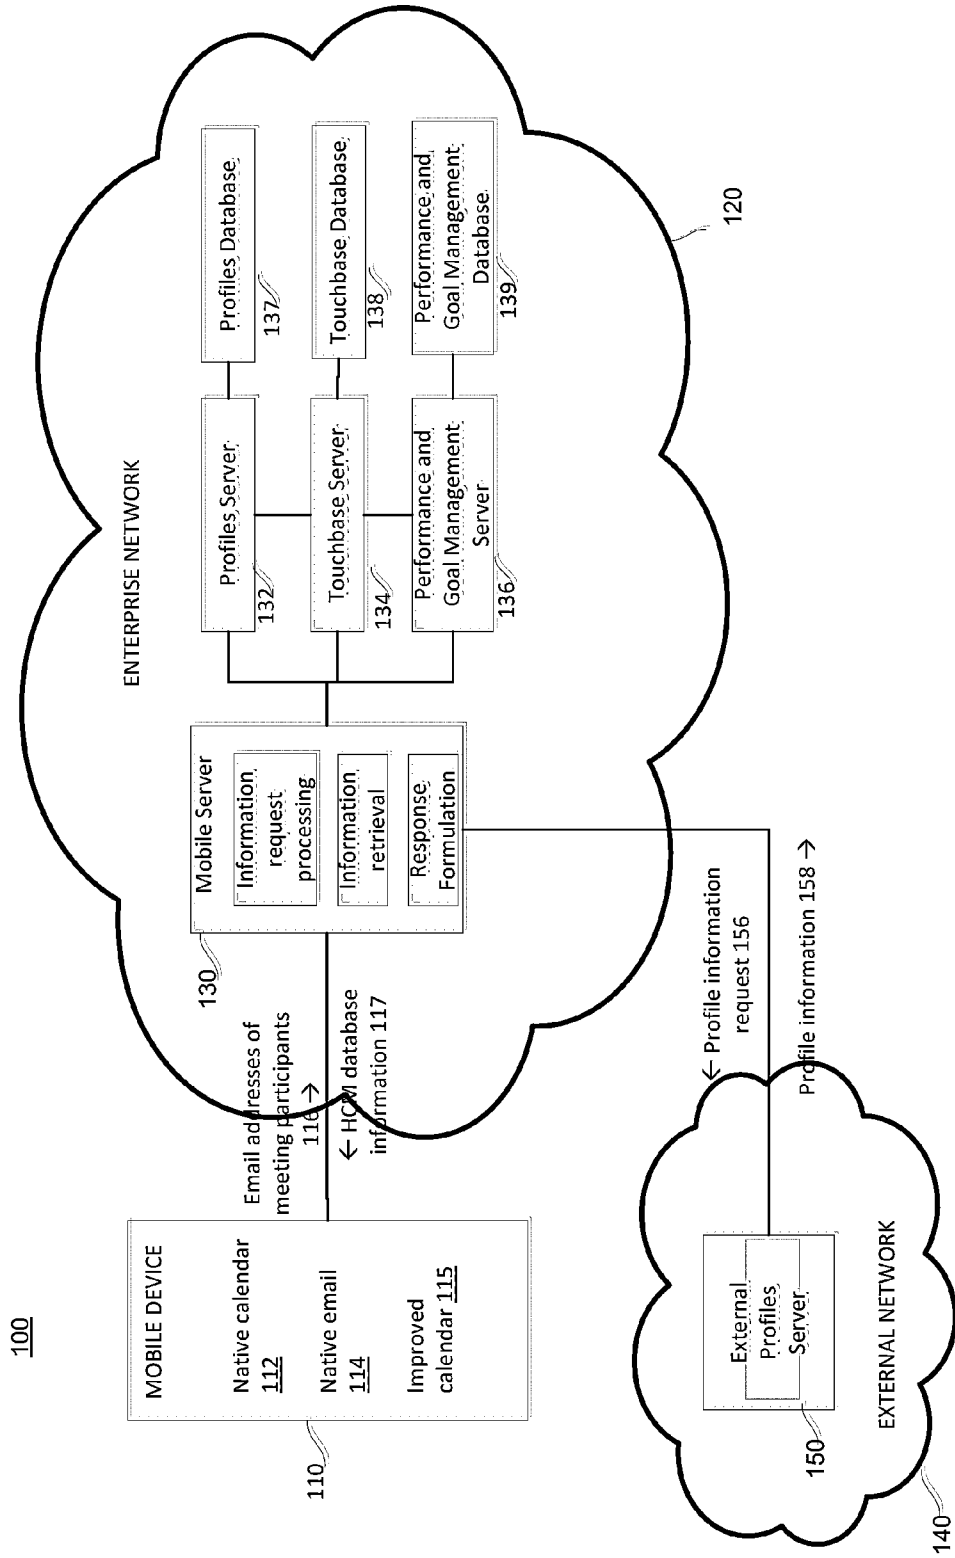 100
MOBILE DEVICE
Native calendar
112
Native email
114
Improved
calendar 115
110
Email addresses of
meeting participants
116 →
← HCM database
information 117
ENTERPRISE NETWORK
Mobile Server
Information
request
processing
Information
retrieval
Response
Formulation
130
Profiles Server
132
Touchbase Server
134
Performance and
Goal Management
Server
136
Profiles Database
137
Touchbase Database
138
Performance and
Goal Management
Database
139
120
← Profile information
request 156
Profile information 158 →
External
Profiles
Server
150
EXTERNAL NETWORK
140